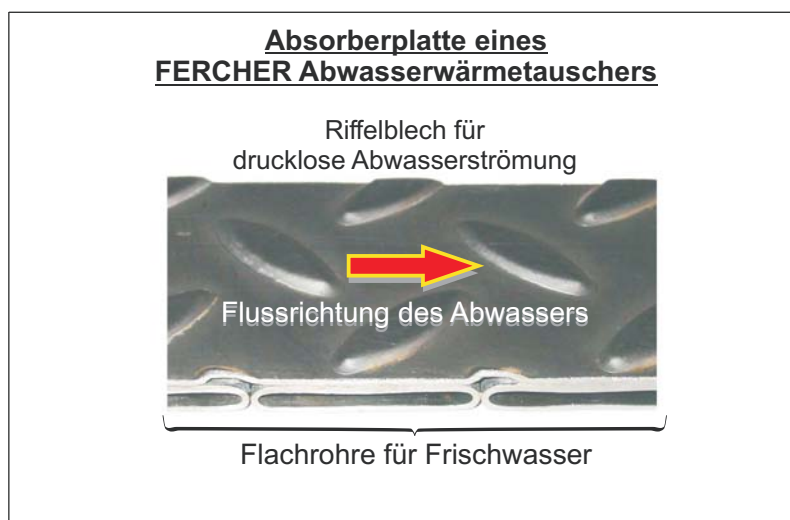 Absorberplatte eines
FERCHER Abwasserwärmetauschers
Riffelblech für
drucklose Abwasserströmung
Flussrichtung des Abwassers
Flachrohre für Frischwasser